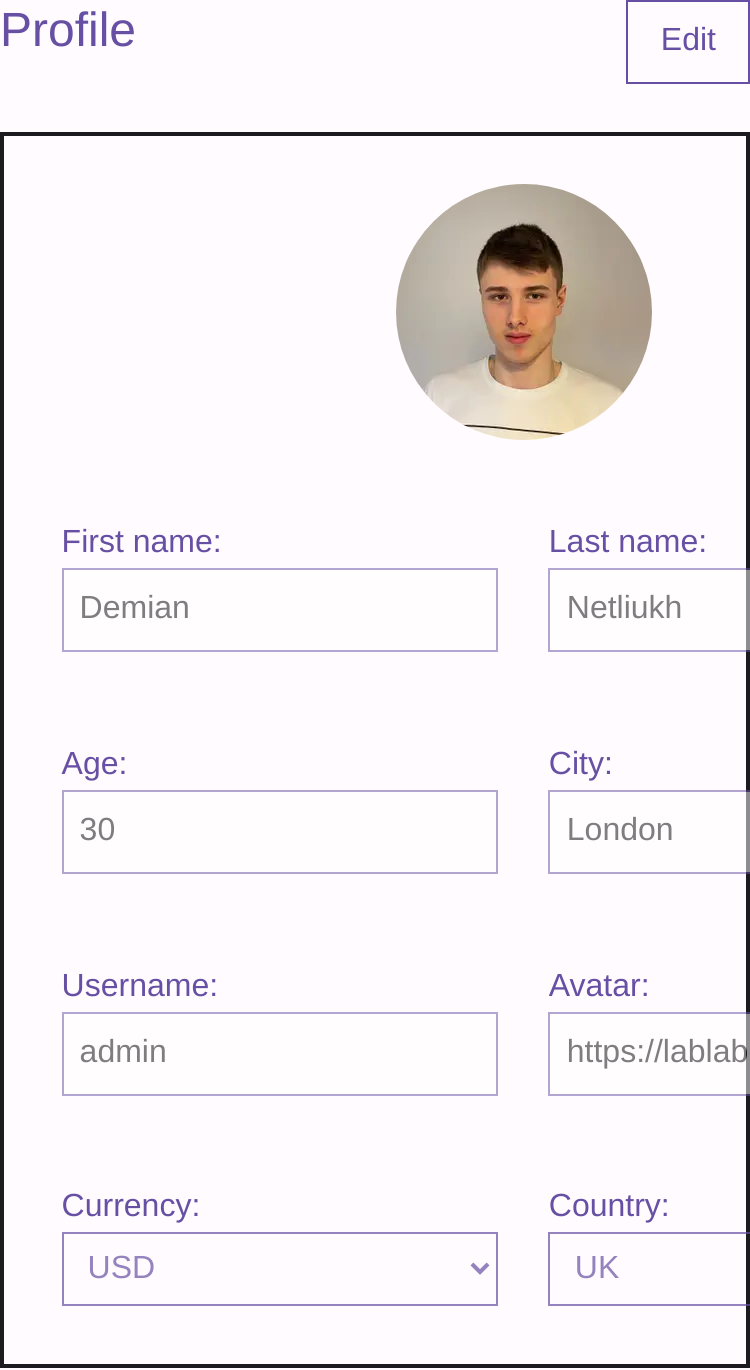 Profile
Edit
First name:
Last name:
Demian
Netliukh
Age:
City:
30
London
Username:
Avatar:
admin
https://lablab
Currency:
Country:
USD
UK